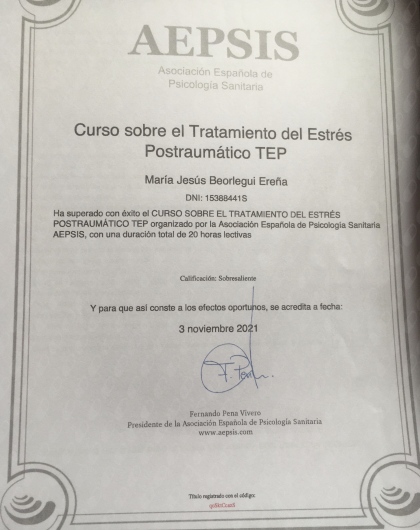 AEPSIS
Asociación Española de
Psicología Sanitaria
Curso sobre el Tratamiento del Estrés
Postraumático TEP
María Jesús Beorlegui Ereña
DNI: 15388441S
Ha superado con éxito el CURSO SOBRE EL TRATAMIENTO DEL ESTRÉS
POSTRAUMÁTICO TEP organizado por la Asociación Española de Psicología Sanitaria
AEPSIS, con una duración total de 20 horas lectivas
Calificación: Sobresaliente
Y para que así conste a los efectos oportunos, se acredita a fecha:
3 noviembre 2021
Fernando Pena Vivero
Presidente de la Asociación Española de Psicología Sanitaria
www.aepsis.com
Título registrado con el código: